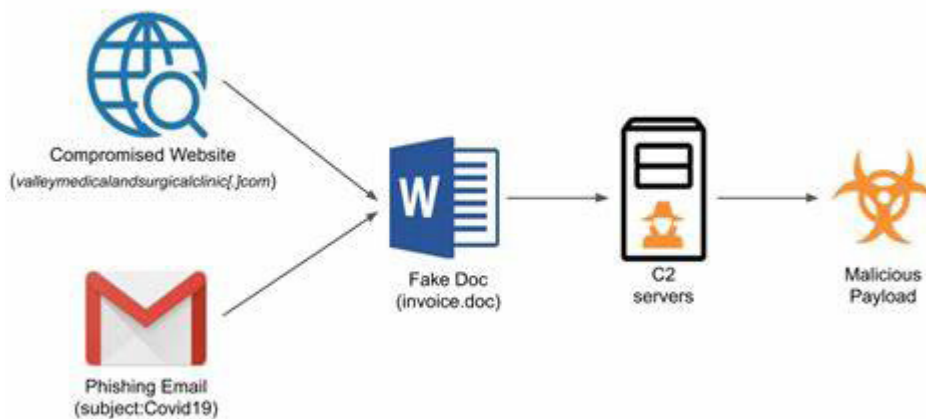 Compromised Website
(valleymedicalandsurgicalclinic[.]com)
W
Fake Doc
(invoice.doc)
C2
servers
Malicious
Payload
Phishing Email
(subject:Covid19)